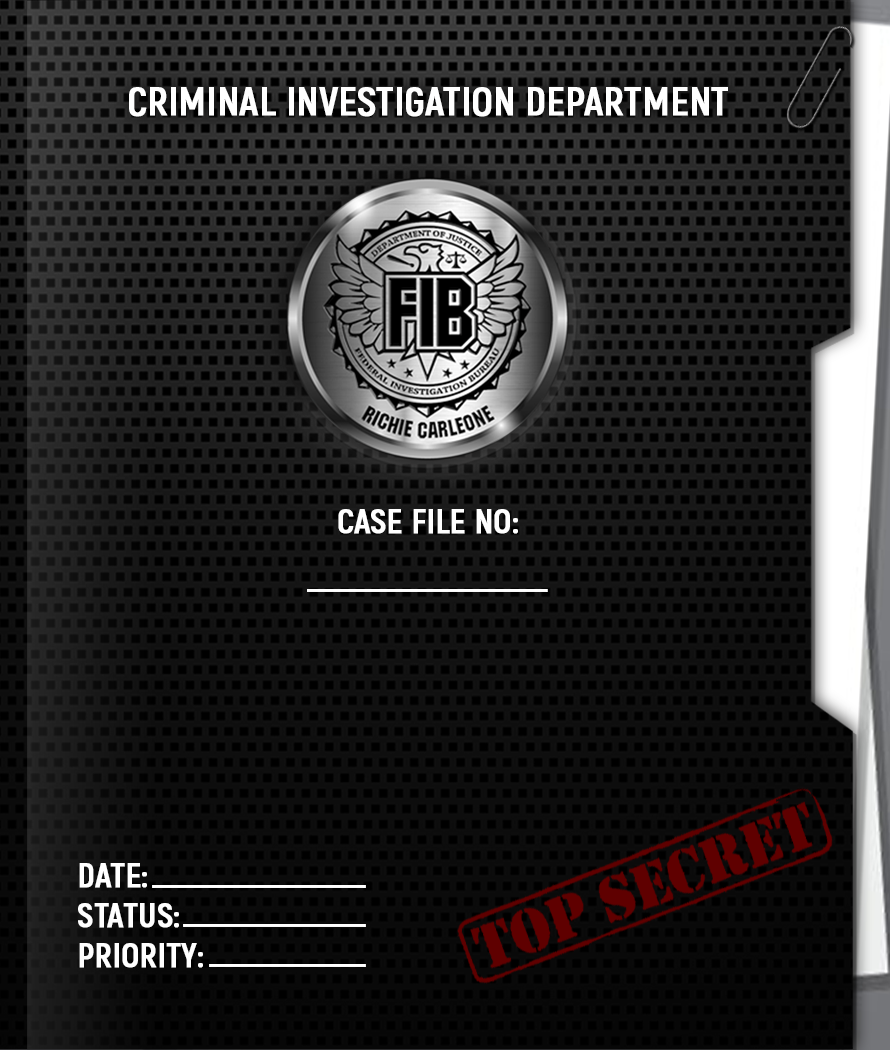 CRIMINAL INVESTIGATION DEPARTMENT
DEPARTMENT OF JUSTICE
FIB
FEDERAL INVESTIGATION BUREAU
RICHIE CARLEONE
CASE FILE NO:
DATE:
STATUS:
PRIORITY:
TOP SECRET